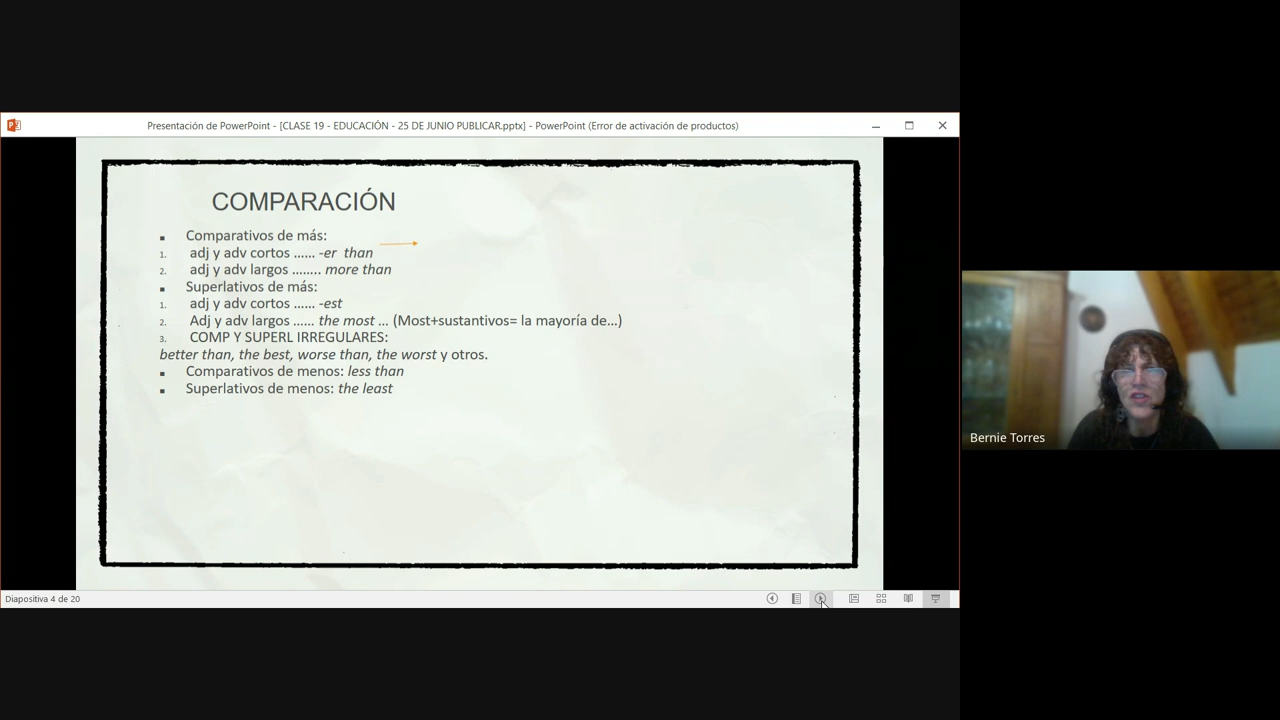 Presentación de PowerPoint - [CLASE 19 - EDUCACIÓN - 25 DE JUNIO PUBLICAR.pptx] - PowerPoint (Error de activación de productos)
COMPARACIÓN
▪ Comparativos de más:
1. adj y adv cortos ...... -er than
2. adj y adv largos ........ more than
▪ Superlativos de más:
1. adj y adv cortos ...... -est
2. Adj y adv largos ...... the most ... (Most+sustantivos= la mayoría de...)
3. COMP Y SUPERL IRREGULARES:
better than, the best, worse than, the worst y otros.
▪ Comparativos de menos: less than
▪ Superlativos de menos: the least
Bernie Torres
Diapositiva 4 de 20